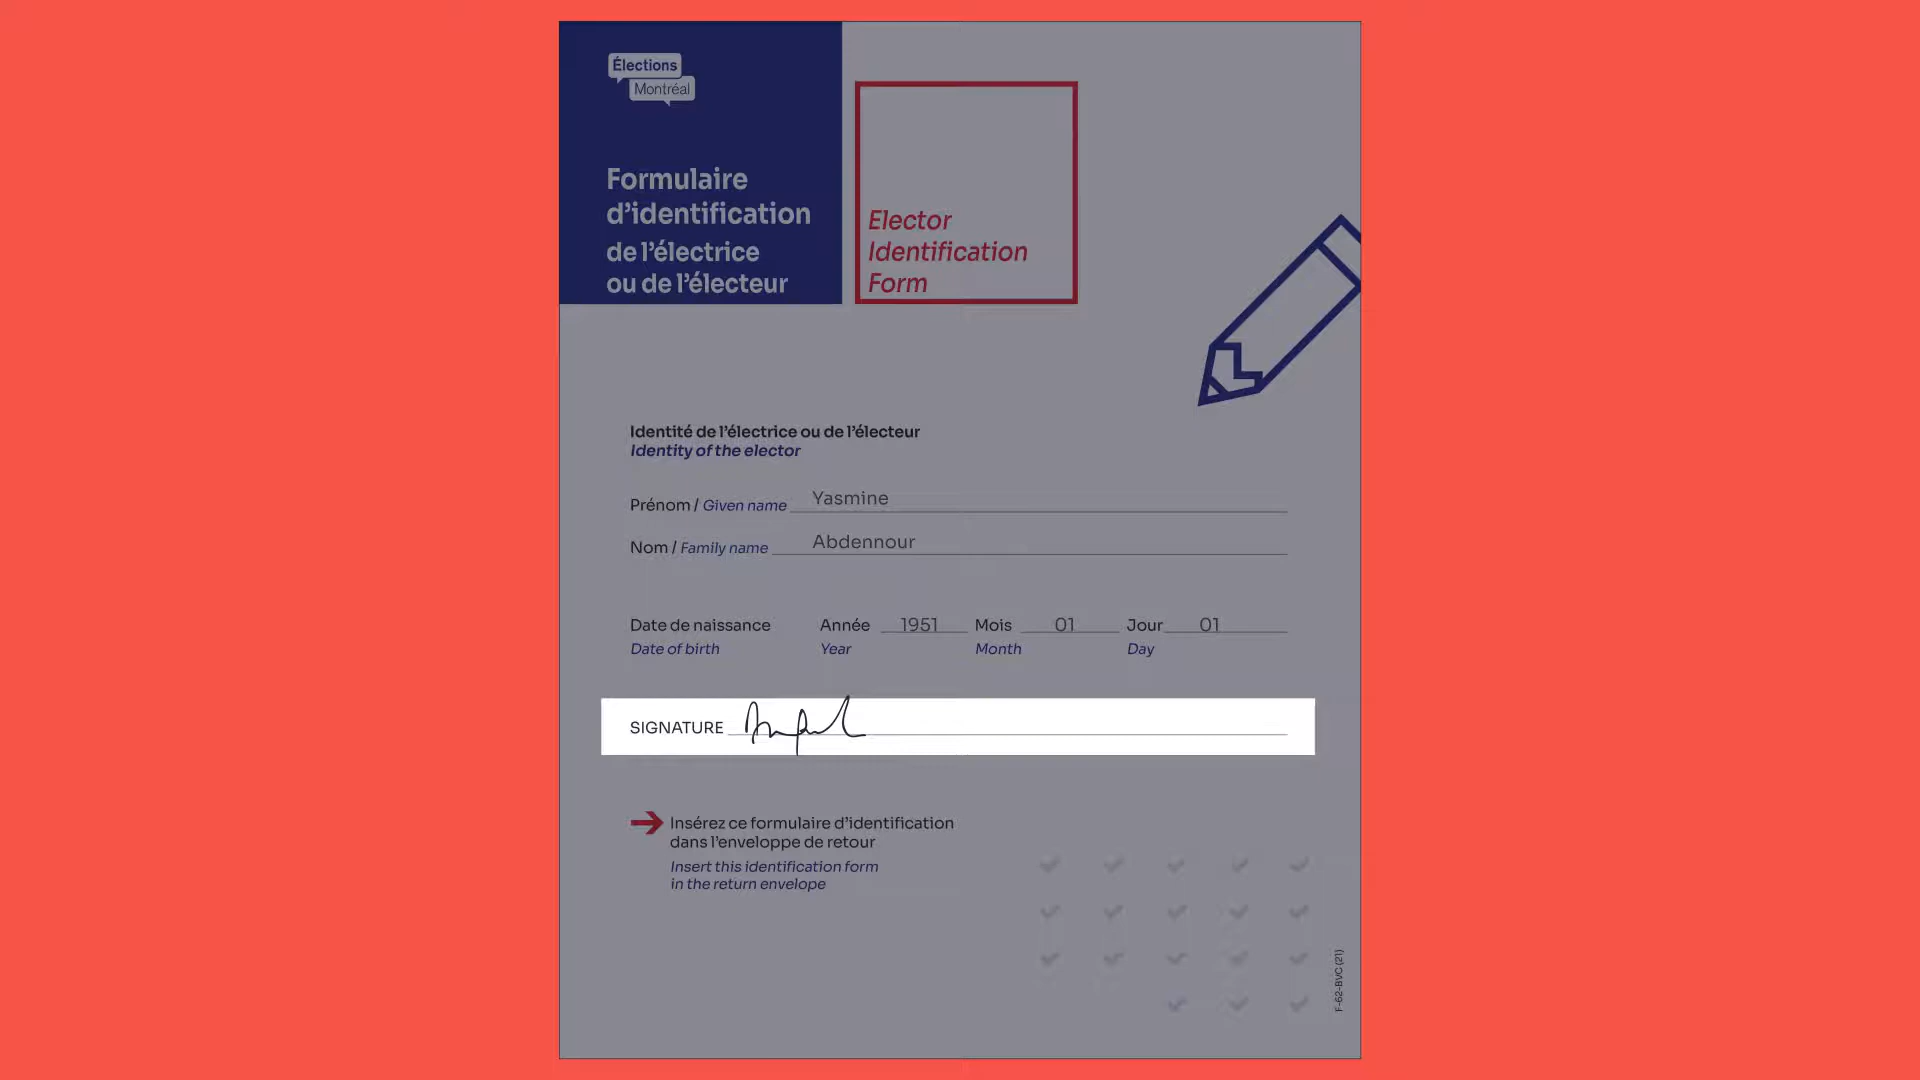 Élections
Montréal
Formulaire
d’identification
de l’électrice
ou de l’électeur
Elector
Identification
Form
Identité de l’électrice ou de l’électeur
Identity of the elector
Prénom / Given name Yasmine
Nom / Family name Abdennour
Date de naissance Année 1951 Mois 01 Jour 01
Date of birth Year Month Day
SIGNATURE
Insérez ce formulaire d’identification
dans l’enveloppe de retour
Insert this identification form
in the return envelope
F-62-BVC (21)